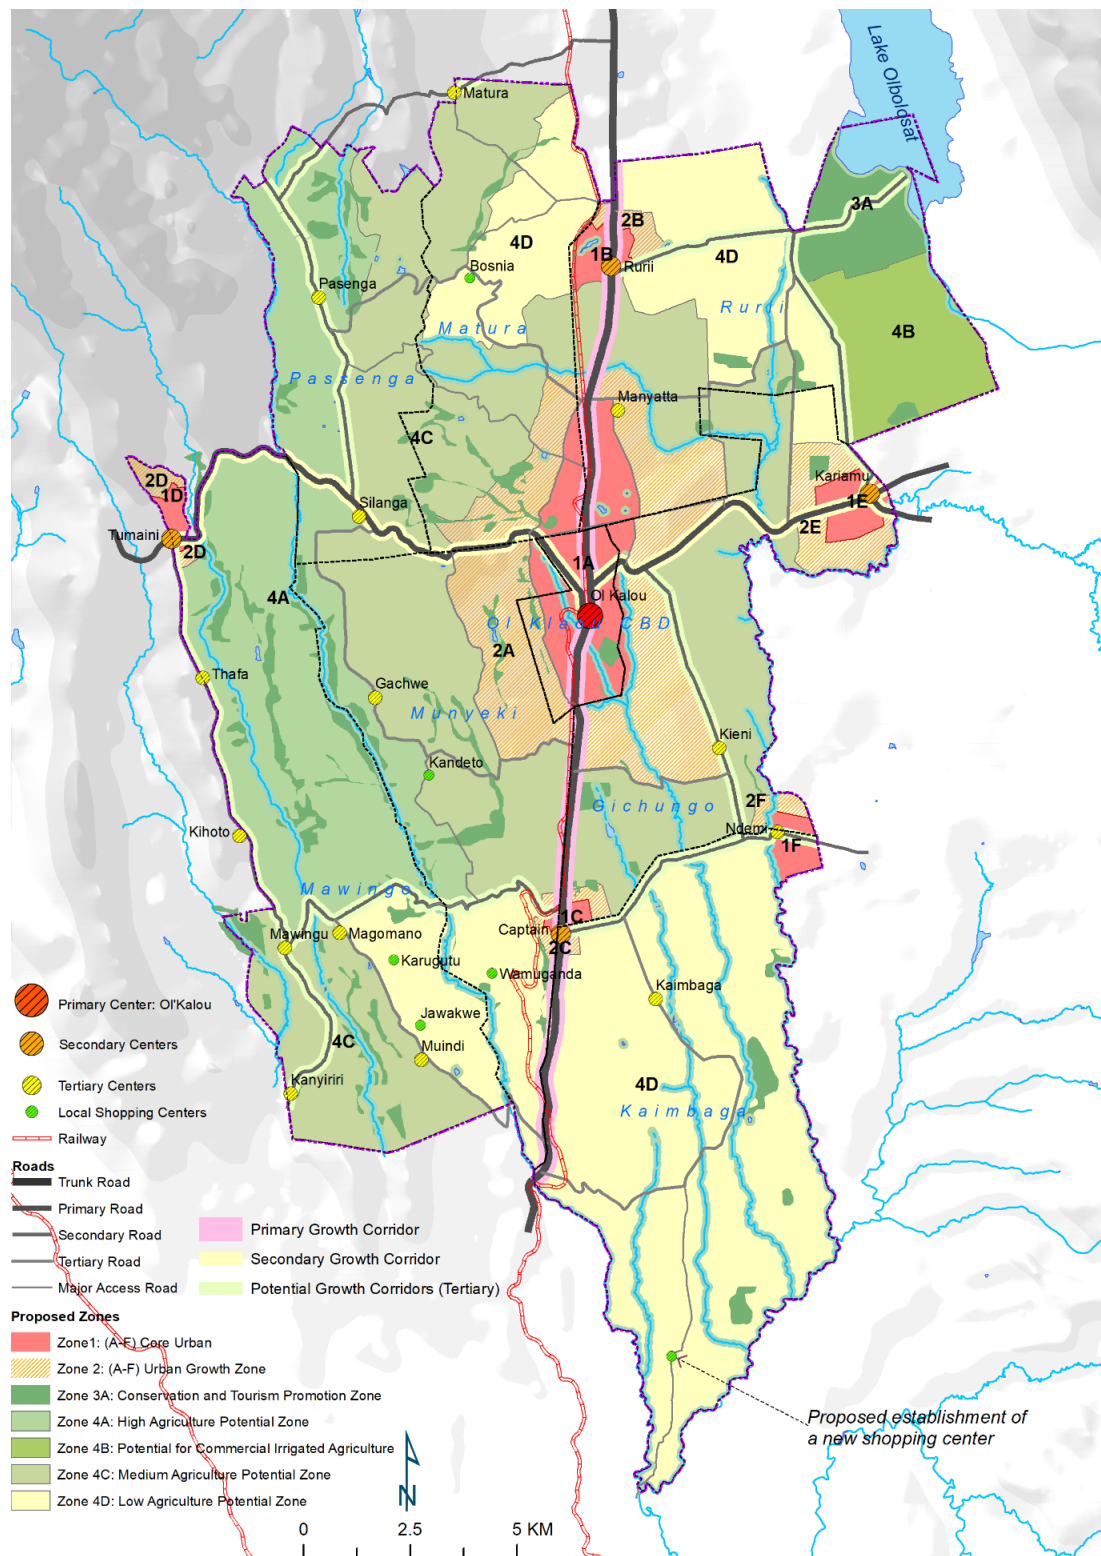 Lake Olboldsat
Matura
3A
2B
4D
1B
Rurii
4D
Bosnia
Pasenga
Rurii
Matura
4B
Passenga
Manyatta
4C
Kariamu
2D
1D
1E
Silanga
2E
Tumaini
2D
1A
4A
Ol Kalou
Ol Klaou CBD
2A
Thafa
Gachwe
Munyeki
Kieni
Kandeto
Gichungo
2F
Kihoto
Ndemi
1F
Mawingo
1C
Captain
Mawingu
Magomano
2C
Karugutu
Wamuganda
Kaimbaga
Jawakwe
4C
Muindi
4D
Kanyiriri
Kaimbaga
Primary Center: Ol'Kalou
Secondary Centers
Tertiary Centers
Local Shopping Centers
Railway
Roads
Trunk Road
Primary Road
Secondary Road
Tertiary Road
Major Access Road
Primary Growth Corridor
Secondary Growth Corridor
Potential Growth Corridors (Tertiary)
Proposed Zones
Zone1: (A-F) Core Urban
Zone 2: (A-F) Urban Growth Zone
Zone 3A: Conservation and Tourism Promotion Zone
Zone 4A: High Agriculture Potential Zone
Zone 4B: Potential for Commercial Irrigated Agriculture
Zone 4C: Medium Agriculture Potential Zone
Zone 4D: Low Agriculture Potential Zone
Proposed establishment of
a new shopping center
N
0 2.5 5 KM